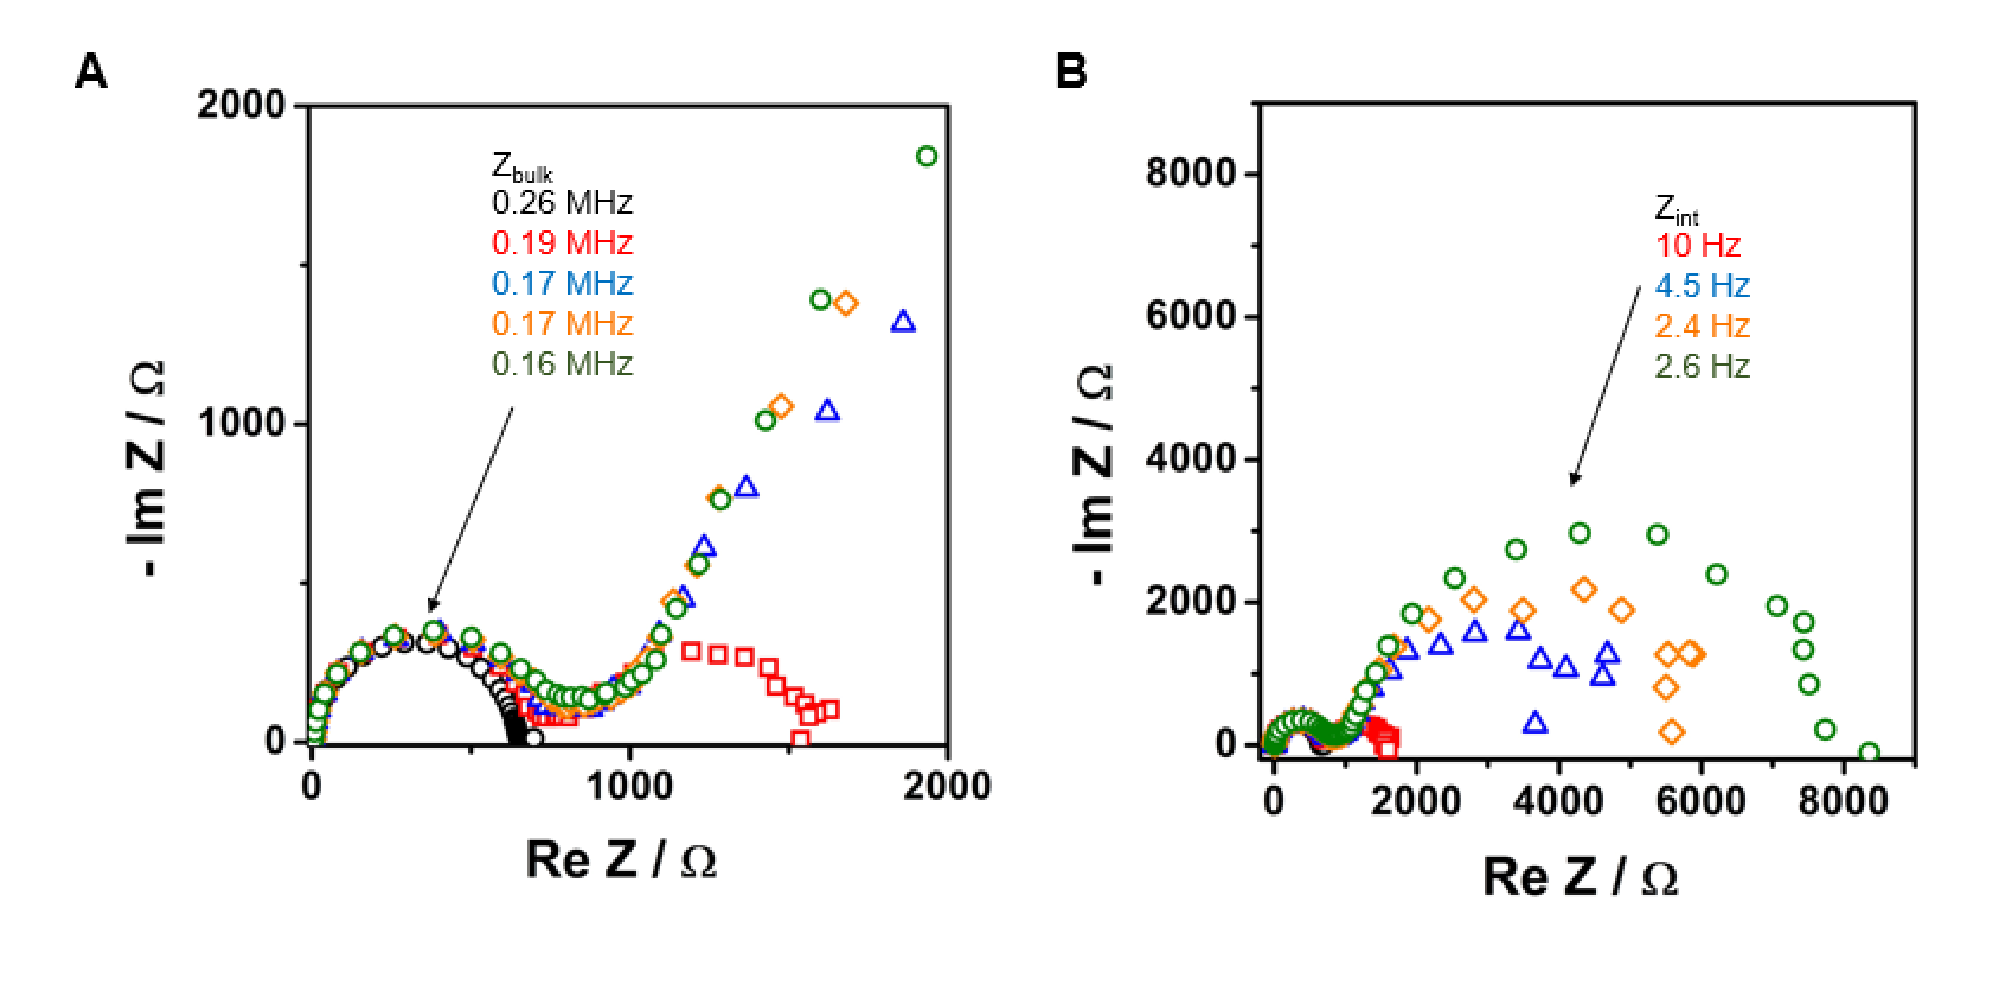 A
2000
1000
0
- Im Z / Ω
Zbulk
0.26 MHz
0.19 MHz
0.17 MHz
0.17 MHz
0.16 MHz
0
1000
2000
Re Z / Ω
B
8000
6000
4000
2000
0
- Im Z / Ω
Zint
10 Hz
4.5 Hz
2.4 Hz
2.6 Hz
0
2000
4000
6000
8000
Re Z / Ω